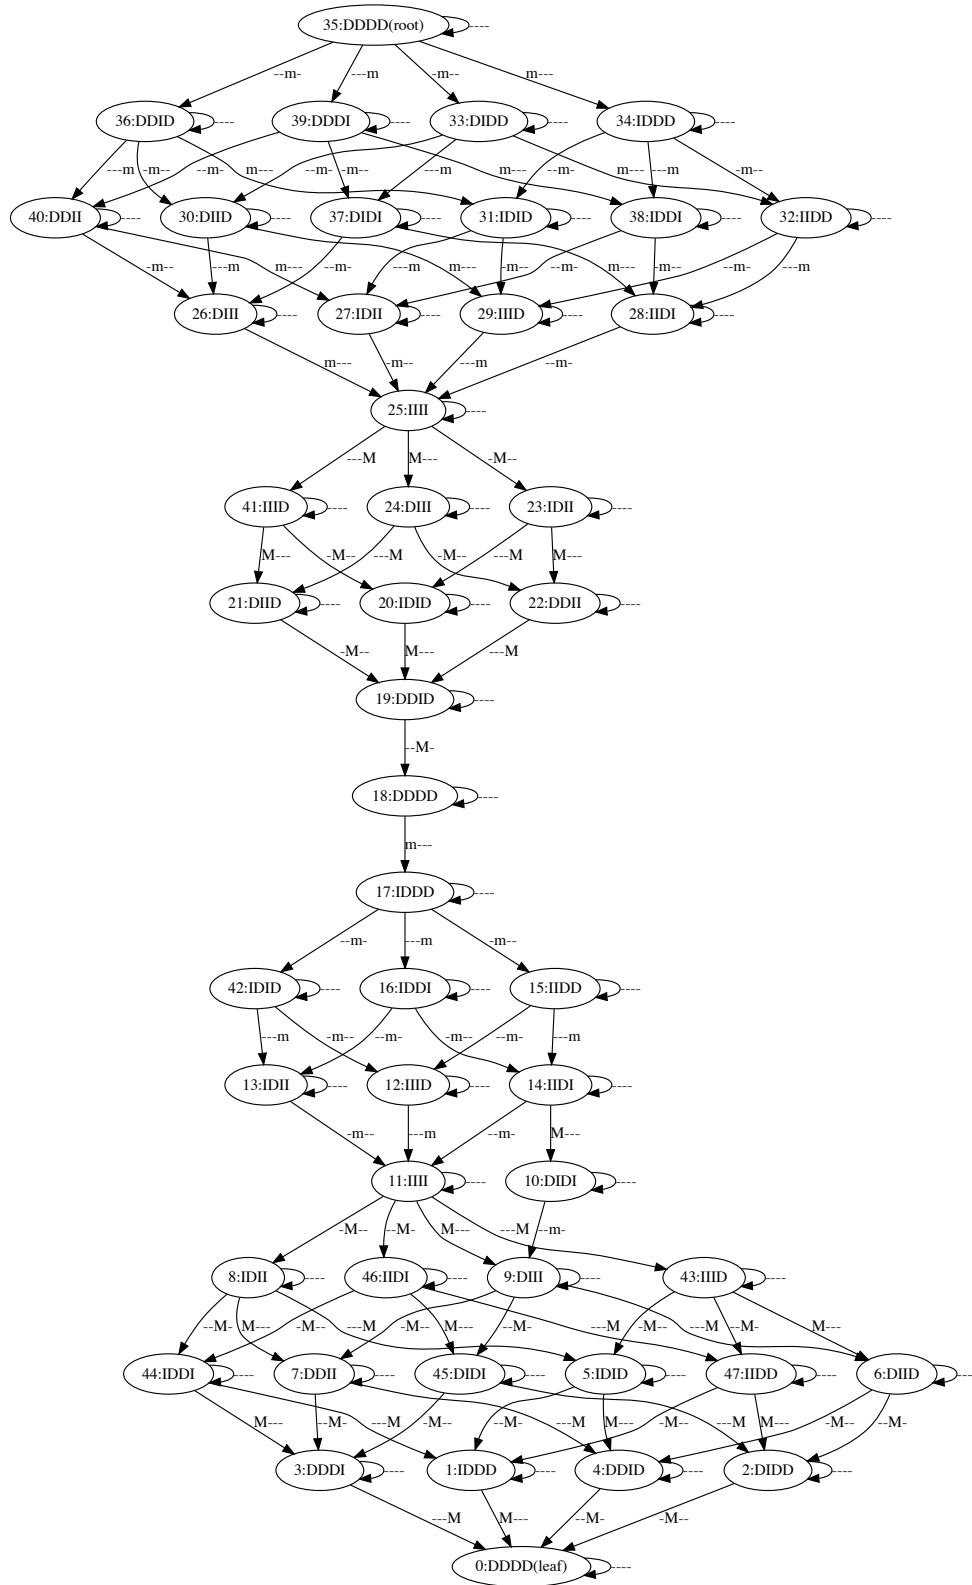 35:DDDD(root) ----
--m- ---m -m-- m---
36:DDID ---- 39:DDDI ---- 33:DIDD ---- 34:IDDD ----
---m -m-- --m- m--- -m-- ---m m--- --m- m--- ---m -m--
40:DDII ---- 30:DIID ---- 37:DIDI ---- 31:IDID ---- 38:IDDI ---- 32:IIDD ----
-m-- ---m m--- --m- ---m m--- -m-- --m- m--- -m-- --m- ---m
26:DIII ---- 27:IDII ---- 29:IIID ---- 28:IIDI ----
m--- -m-- ---m --m-
25:IIII ----
---M M--- -M--
41:IIID ---- 24:DIII ---- 23:IDII ----
M--- -M-- ---M -M-- ---M M---
21:DIID ---- 20:IDID ---- 22:DDII ----
-M-- M--- ---M
19:DDID ----
--M-
18:DDDD ----
m---
17:IDDD ----
--m- ---m -m--
42:IDID ---- 16:IDDI ---- 15:IIDD ----
---m -m-- --m- -m-- --m- ---m
13:IDII ---- 12:IIID ---- 14:IIDI ----
-m-- ---m --m- M---
11:IIII ---- 10:DIDI ----
-M-- --M- M--- ---M --m-
8:IDII ---- 46:IIDI ---- 9:DIII ---- 43:IIID ----
--M- M--- -M-- ---M -M-- M--- --M- ---M -M-- ---M --M- M---
44:IDDI ---- 7:DDII ---- 45:DIDI ---- 5:IDID ---- 47:IIDD ---- 6:DIID ----
M--- --M- ---M -M-- --M- ---M M--- -M-- ---M M--- -M-- --M-
3:DDDI ---- 1:IDDD ---- 4:DDID ---- 2:DIDD ----
---M M--- --M- -M--
0:DDDD(leaf) ----